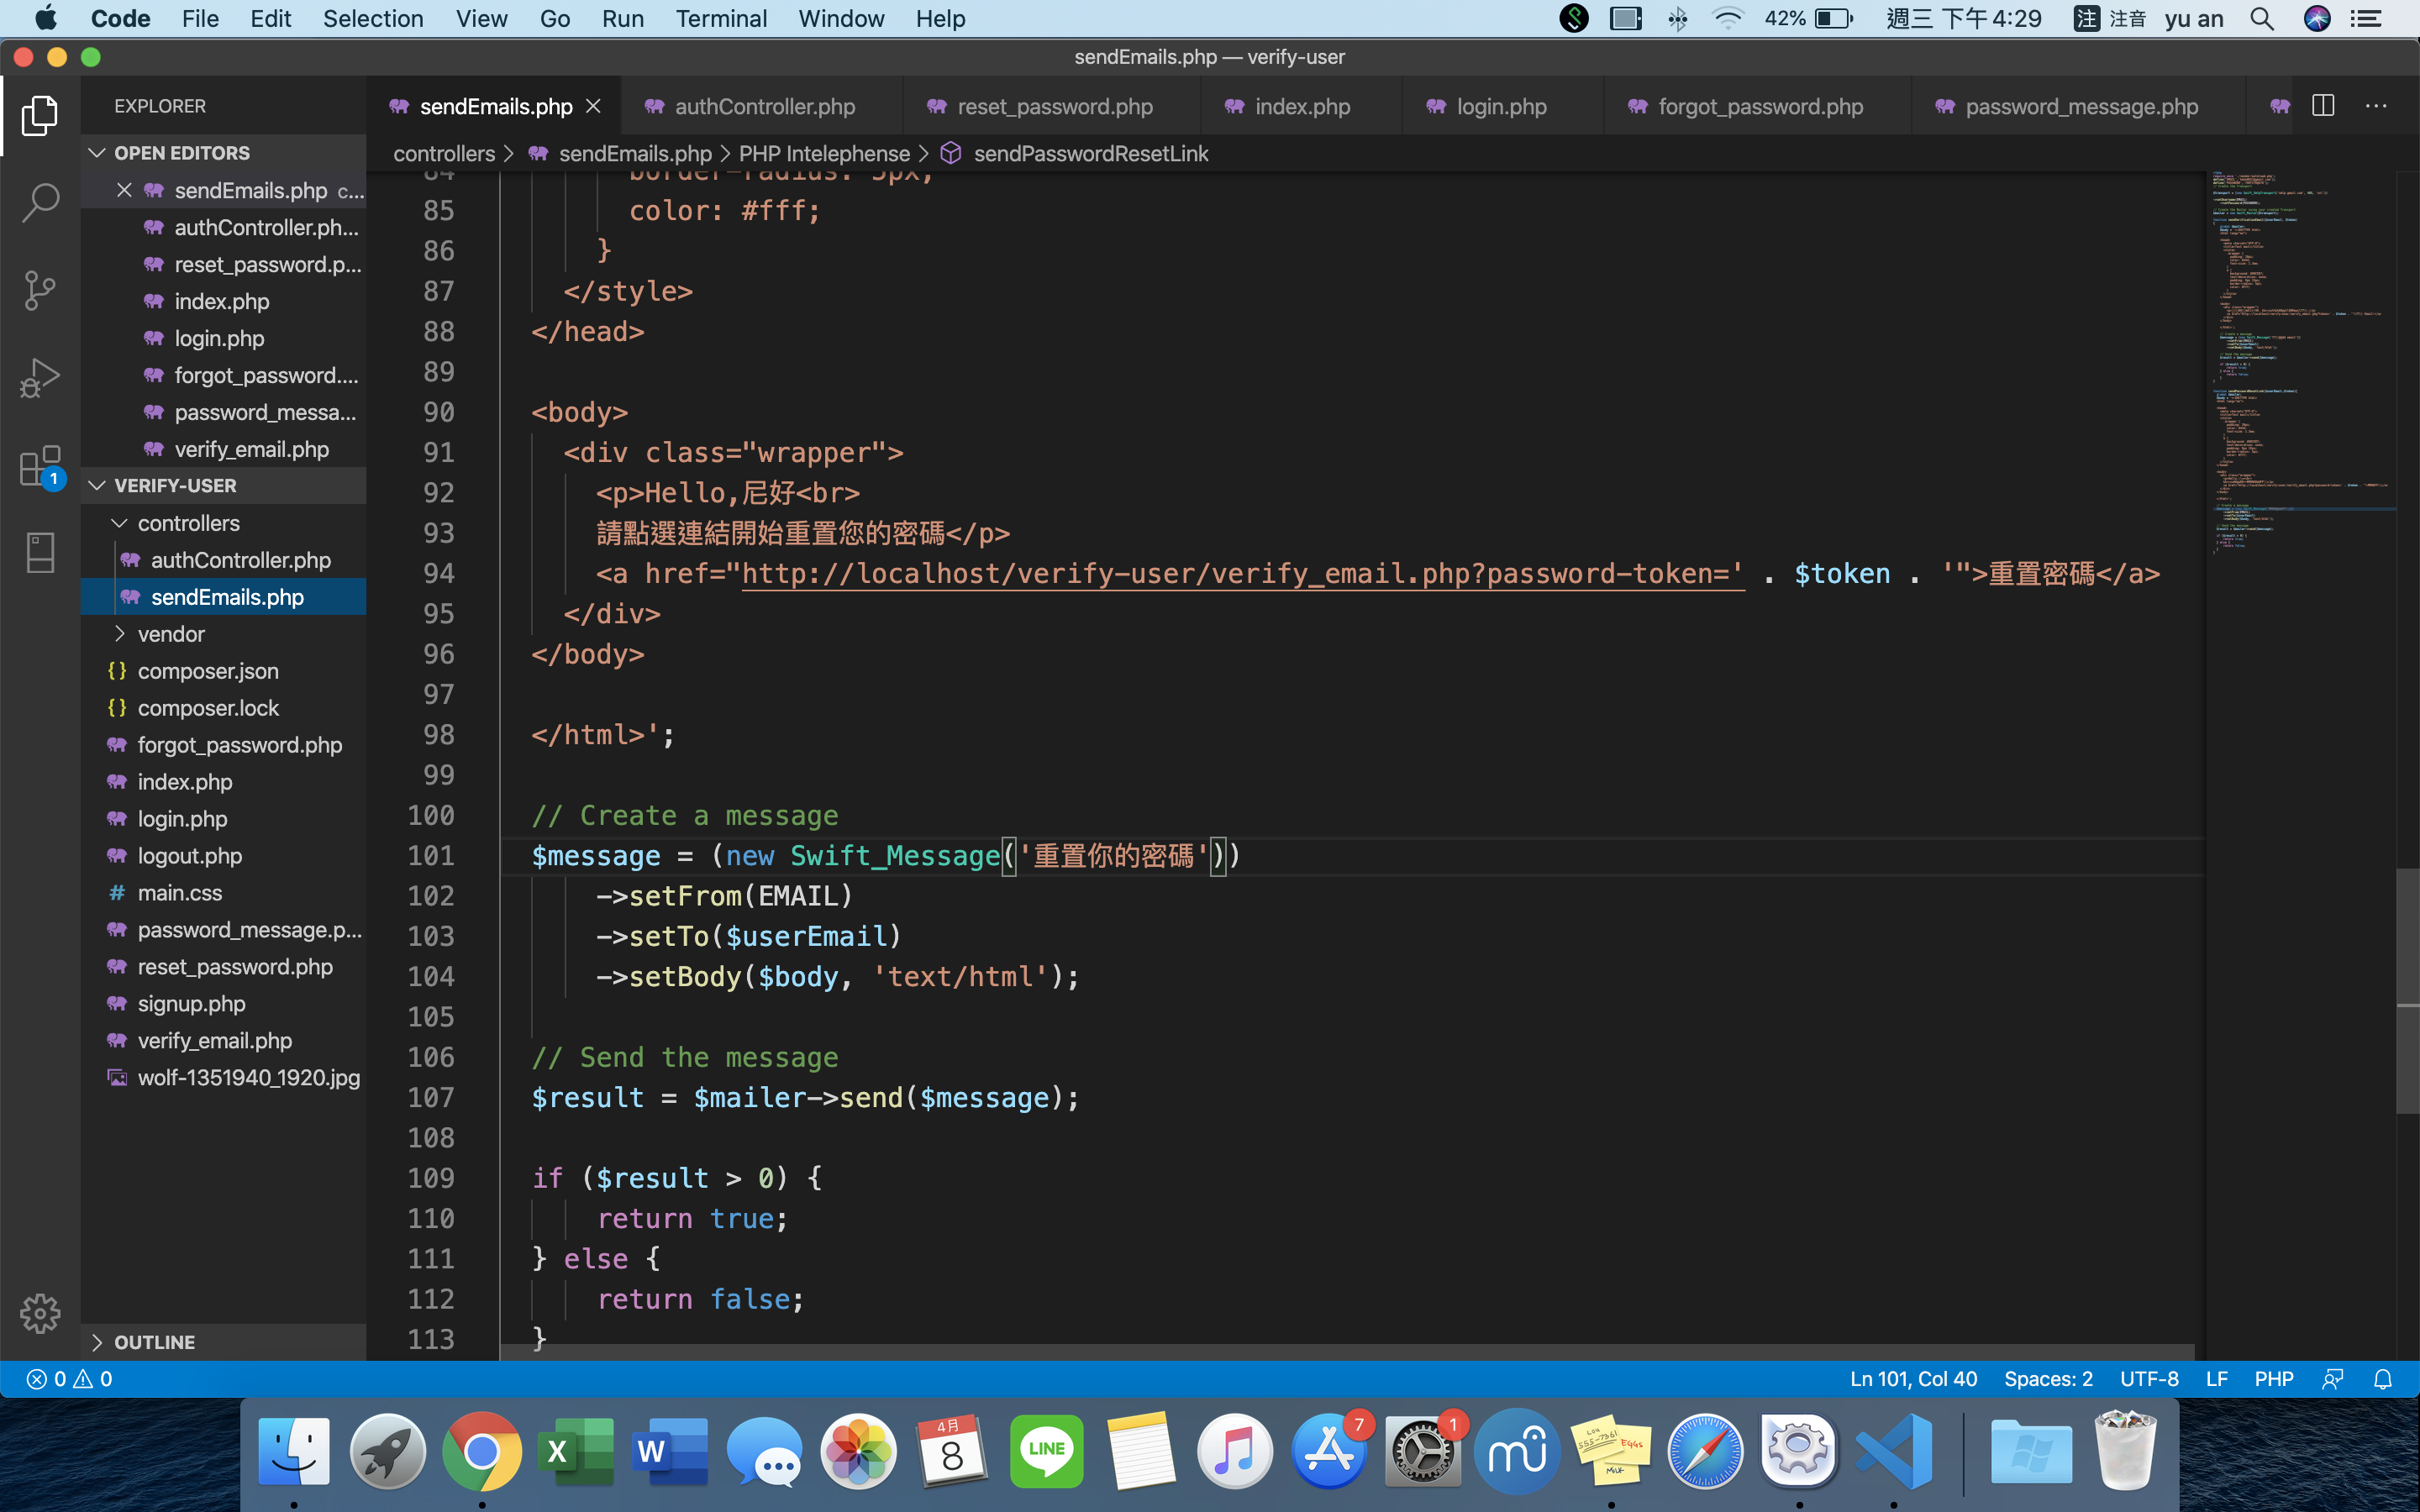 Code File Edit Selection View Go Run Terminal Window Help 42% 週三 下午4:29 注 注音 yu an
sendEmails.php — verify-user
EXPLORER
OPEN EDITORS
sendEmails.php c...
authController.ph...
reset_password.p...
index.php
login.php
forgot_password....
password_messa...
verify_email.php
VERIFY-USER
controllers
authController.php
sendEmails.php
vendor
{} composer.json
{} composer.lock
forgot_password.php
index.php
login.php
logout.php
# main.css
password_message.p...
reset_password.php
signup.php
verify_email.php
wolf-1351940_1920.jpg
OUTLINE
1
sendEmails.php authController.php reset_password.php index.php login.php forgot_password.php password_message.php
controllers > sendEmails.php > PHP Intelephense > sendPasswordResetLink
84 border-radius: 5px;
85 color: #fff;
86 }
87 </style>
88 </head>
89
90 <body>
91 <div class="wrapper">
92 <p>Hello,尼好<br>
93 請點選連結開始重置您的密碼</p>
94 <a href="http://localhost/verify-user/verify_email.php?password-token=' . $token . '">重置密碼</a>
95 </div>
96 </body>
97
98 </html>';
99
100 // Create a message
101 $message = (new Swift_Message('重置你的密碼'))
102 ->setFrom(EMAIL)
103 ->setTo($userEmail)
104 ->setBody($body, 'text/html');
105
106 // Send the message
107 $result = $mailer->send($message);
108
109 if ($result > 0) {
110 return true;
111 } else {
112 return false;
113 }
0 0 Ln 101, Col 40 Spaces: 2 UTF-8 LF PHP
X W 4月 8 LINE 7 1 mu